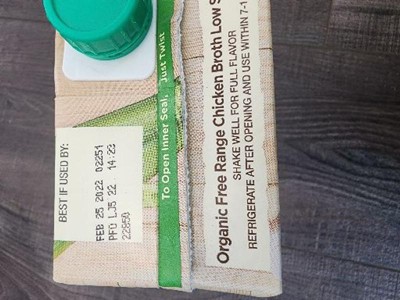 BEST IF USED BY:
FEB 25 2022 02251
PFO LJ5 22 14:23
22850
To Open Inner Seal, Just Twist
Organic Free Range Chicken Broth Low
SHAKE WELL FOR FULL FLAVOR
REFRIGERATE AFTER OPENING AND USE WITHIN 7-1